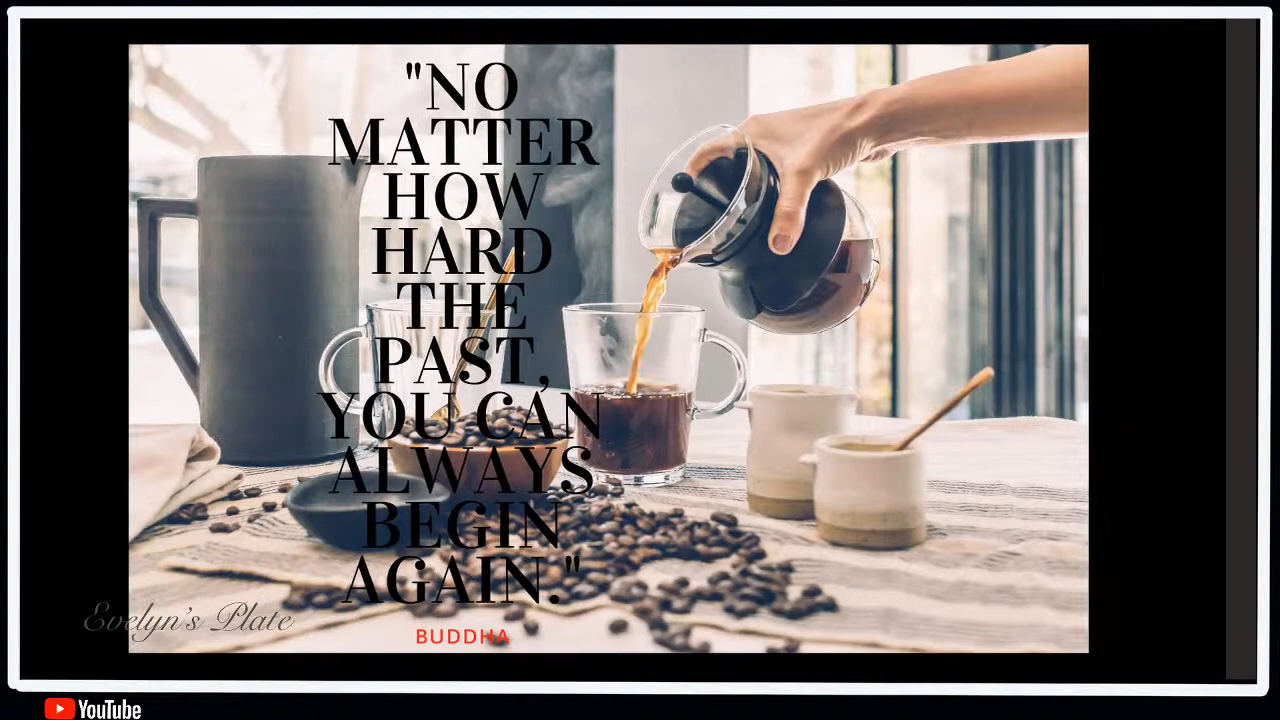 "NO
MATTER
HOW
HARD
THE
PAST,
YOU CAN
ALWAYS
BEGIN
AGAIN."
BUDDHA
Evelyn's Plate
YouTube